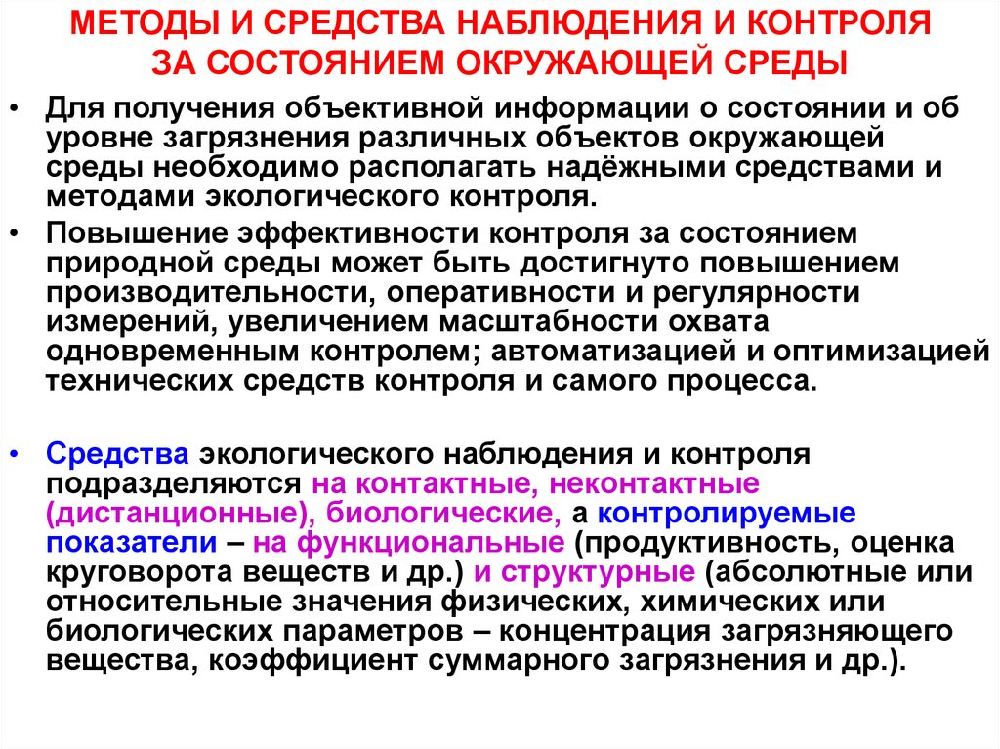 МЕТОДЫ И СРЕДСТВА НАБЛЮДЕНИЯ И КОНТРОЛЯ
ЗА СОСТОЯНИЕМ ОКРУЖАЮЩЕЙ СРЕДЫ
• Для получения объективной информации о состоянии и об
уровне загрязнения различных объектов окружающей
среды необходимо располагать надёжными средствами и
методами экологического контроля.
• Повышение эффективности контроля за состоянием
природной среды может быть достигнуто повышением
производительности, оперативности и регулярности
измерений, увеличением масштабности охвата
одновременным контролем; автоматизацией и оптимизацией
технических средств контроля и самого процесса.
• Средства экологического наблюдения и контроля
подразделяются на контактные, неконтактные
(дистанционные), биологические, а контролируемые
показатели – на функциональные (продуктивность, оценка
круговорота веществ и др.) и структурные (абсолютные или
относительные значения физических, химических или
биологических параметров – концентрация загрязняющего
вещества, коэффициент суммарного загрязнения и др.).